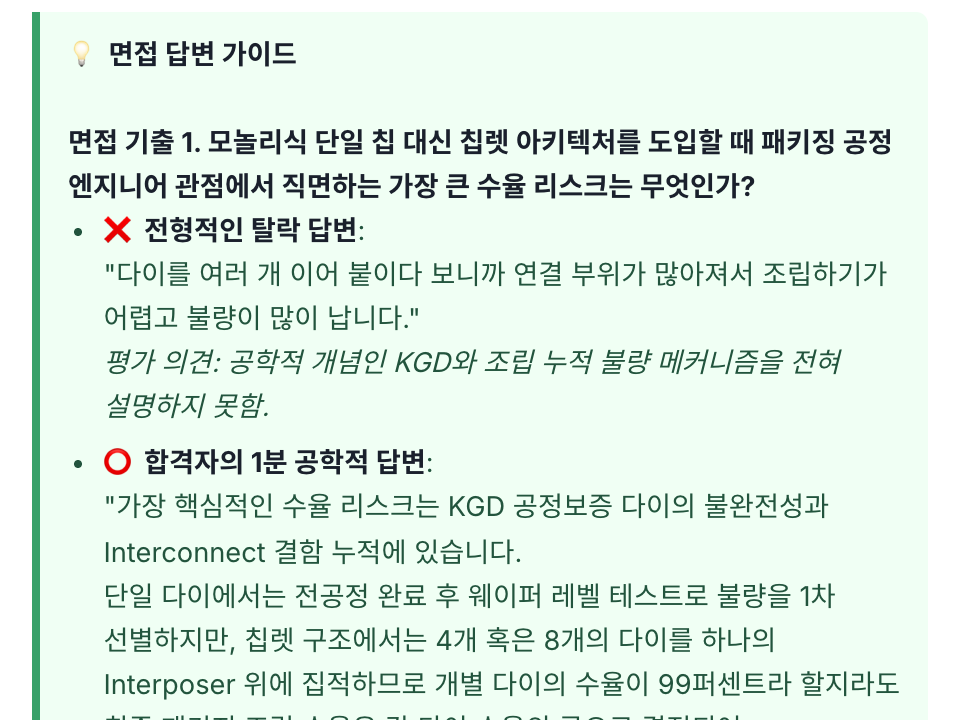 💡 면접 답변 가이드
면접 기출 1. 모놀리식 단일 칩 대신 칩렛 아키텍처를 도입할 때 패키징 공정
엔지니어 관점에서 직면하는 가장 큰 수율 리스크는 무엇인가?
• ❌ 전형적인 탈락 답변:
"다이를 여러 개 이어 붙이다 보니까 연결 부위가 많아져서 조립하기가
어렵고 불량이 많이 납니다."
평가 의견: 공학적 개념인 KGD와 조립 누적 불량 메커니즘을 전혀
설명하지 못함.
• ⭕ 합격자의 1분 공학적 답변:
"가장 핵심적인 수율 리스크는 KGD 공정보증 다이의 불완전성과
Interconnect 결함 누적에 있습니다.
단일 다이에서는 전공정 완료 후 웨이퍼 레벨 테스트로 불량을 1차
선별하지만, 칩렛 구조에서는 4개 혹은 8개의 다이를 하나의
Interposer 위에 집적하므로 개별 다이의 수율이 99퍼센트라 할지라도